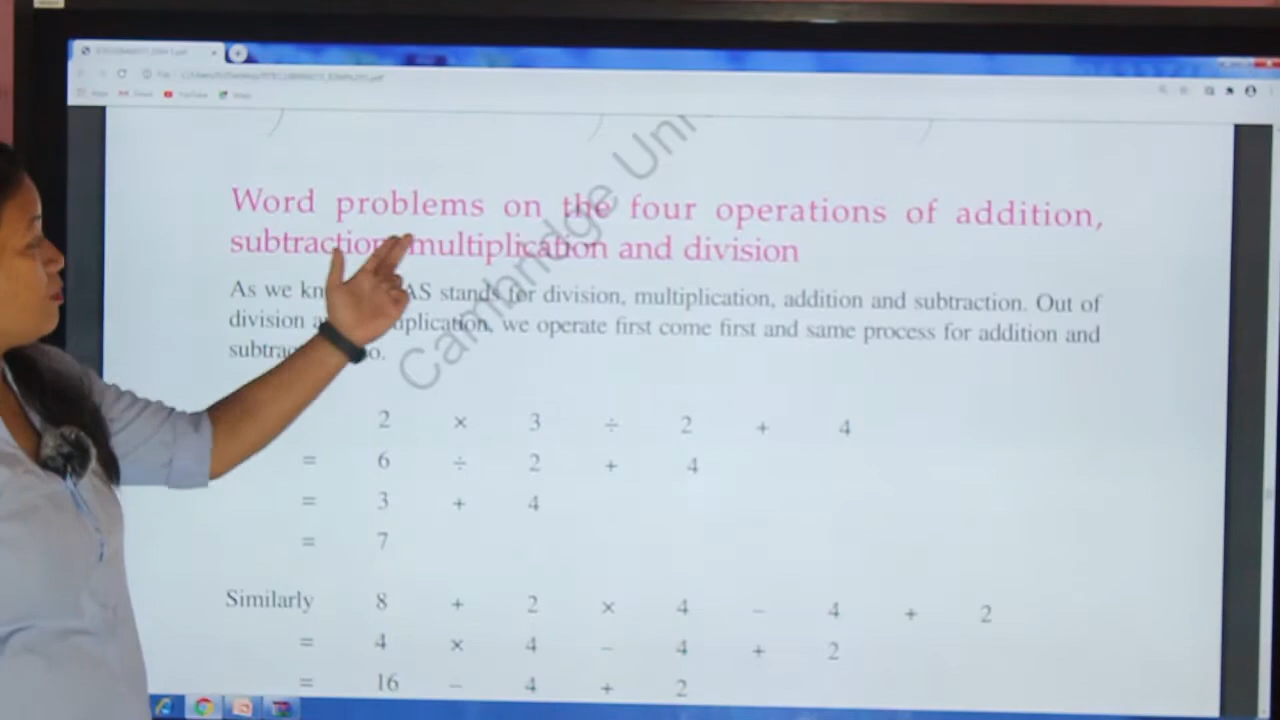 Word problems on the four operations of addition,
subtraction, multiplication and division
As we AS stands for division, multiplication, addition and subtraction. Out of
division we operate first come first and same process for addition and
2 × 3 ÷ 2 + 4
= 6 ÷ 2 + 4
= 3 + 4
= 7
Similarly 8 + 2 × 4 – 4 + 2
= 4 × 4 – 4 + 2
= 16 – 4 + 2
Cambridge Uni